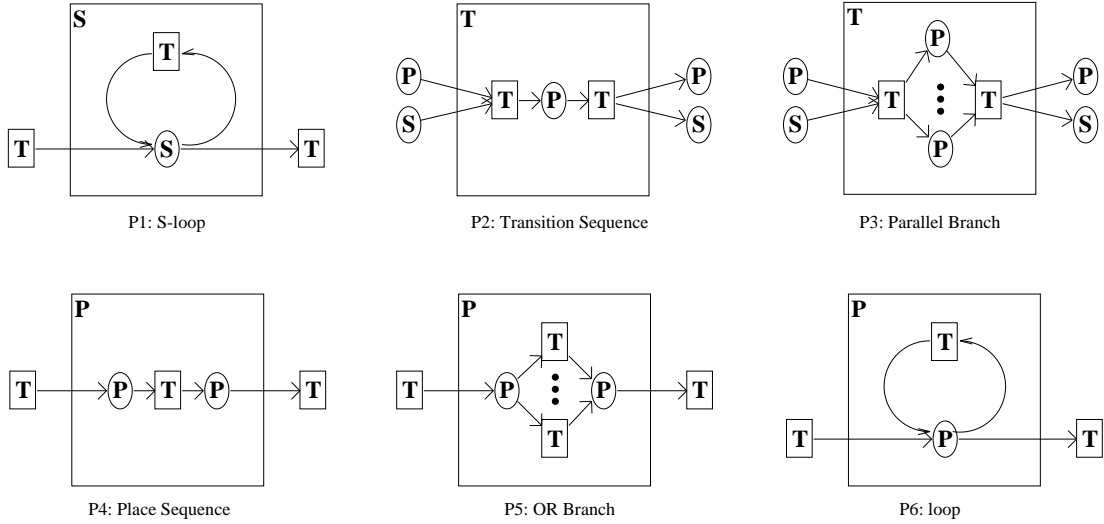 S
T
T
S
T
P1: S-loop
T
P
S
T
P
T
P
S
P2: Transition Sequence
T
P
S
T
P
P
T
P
S
P3: Parallel Branch
P
T
P
T
P
T
P4: Place Sequence
P
T
P
T
T
P
T
P5: OR Branch
P
T
T
P
T
P6: loop